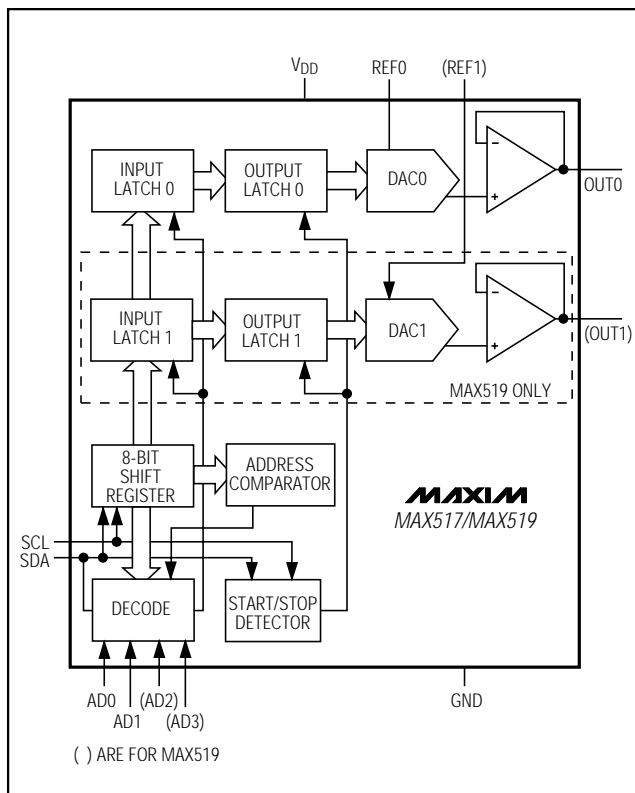 VDD
REF0
(REF1)
INPUT
LATCH 0
OUTPUT
LATCH 0
DAC0
−
+
OUT0
INPUT
LATCH 1
OUTPUT
LATCH 1
DAC1
−
+
(OUT1)
MAX519 ONLY
8-BIT
SHIFT
REGISTER
ADDRESS
COMPARATOR
MAXIM
MAX517/MAX519
SCL
SDA
DECODE
START/STOP
DETECTOR
AD0
AD1
(AD2)
(AD3)
GND
( ) ARE FOR MAX519